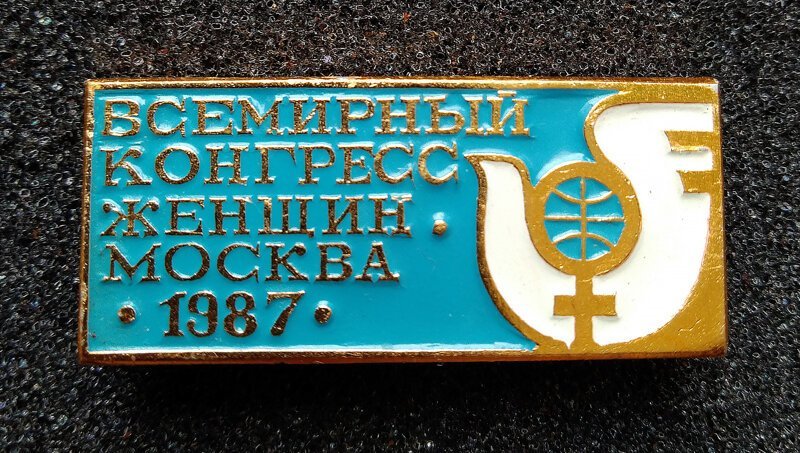 ВСЕМИРНЫЙ
КОНГРЕСС
ЖЕНЩИН ·
МОСКВА
· 1987 ·